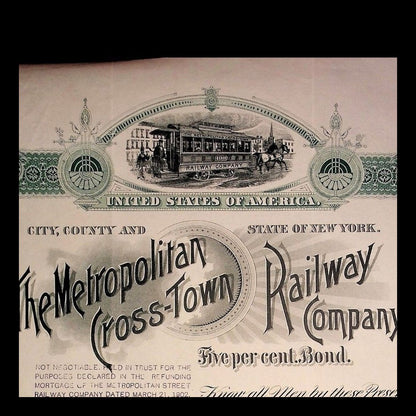 RAILWAY COMPANY
UNITED STATES OF AMERICA.
CITY, COUNTY AND STATE OF NEW YORK.
The Metropolitan
Cross-Town
Railway
Company
Five per cent. Bond.
NOT NEGOTIABLE. HELD IN TRUST FOR THE
PURPOSES DECLARED IN THE REFUNDING
MORTGAGE OF THE METROPOLITAN STREET
RAILWAY COMPANY DATED MARCH 21, 1902.
Know all Men by these Prese